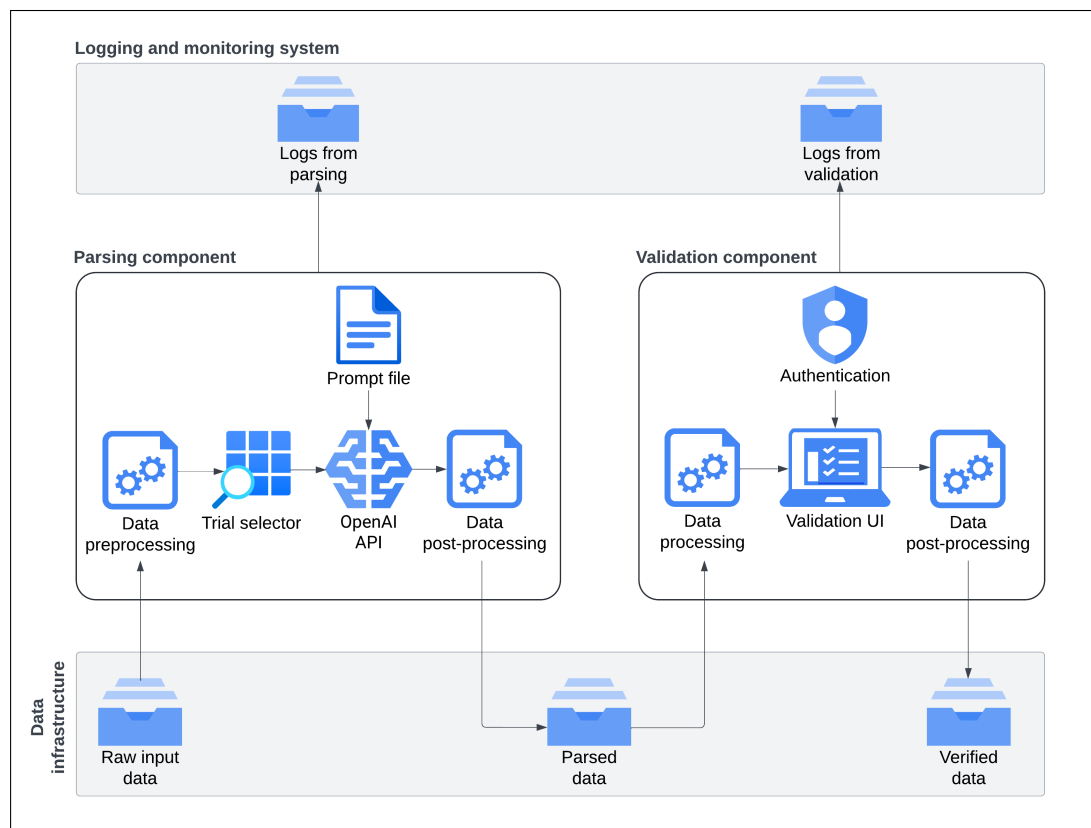 Logging and monitoring system
Logs from
parsing
Logs from
validation
Parsing component
Prompt file
Data
preprocessing
Trial selector
OpenAI
API
Data
post-processing
Validation component
Authentication
Data
processing
Validation UI
Data
post-processing
Data
infrastructure
Raw input
data
Parsed
data
Verified
data